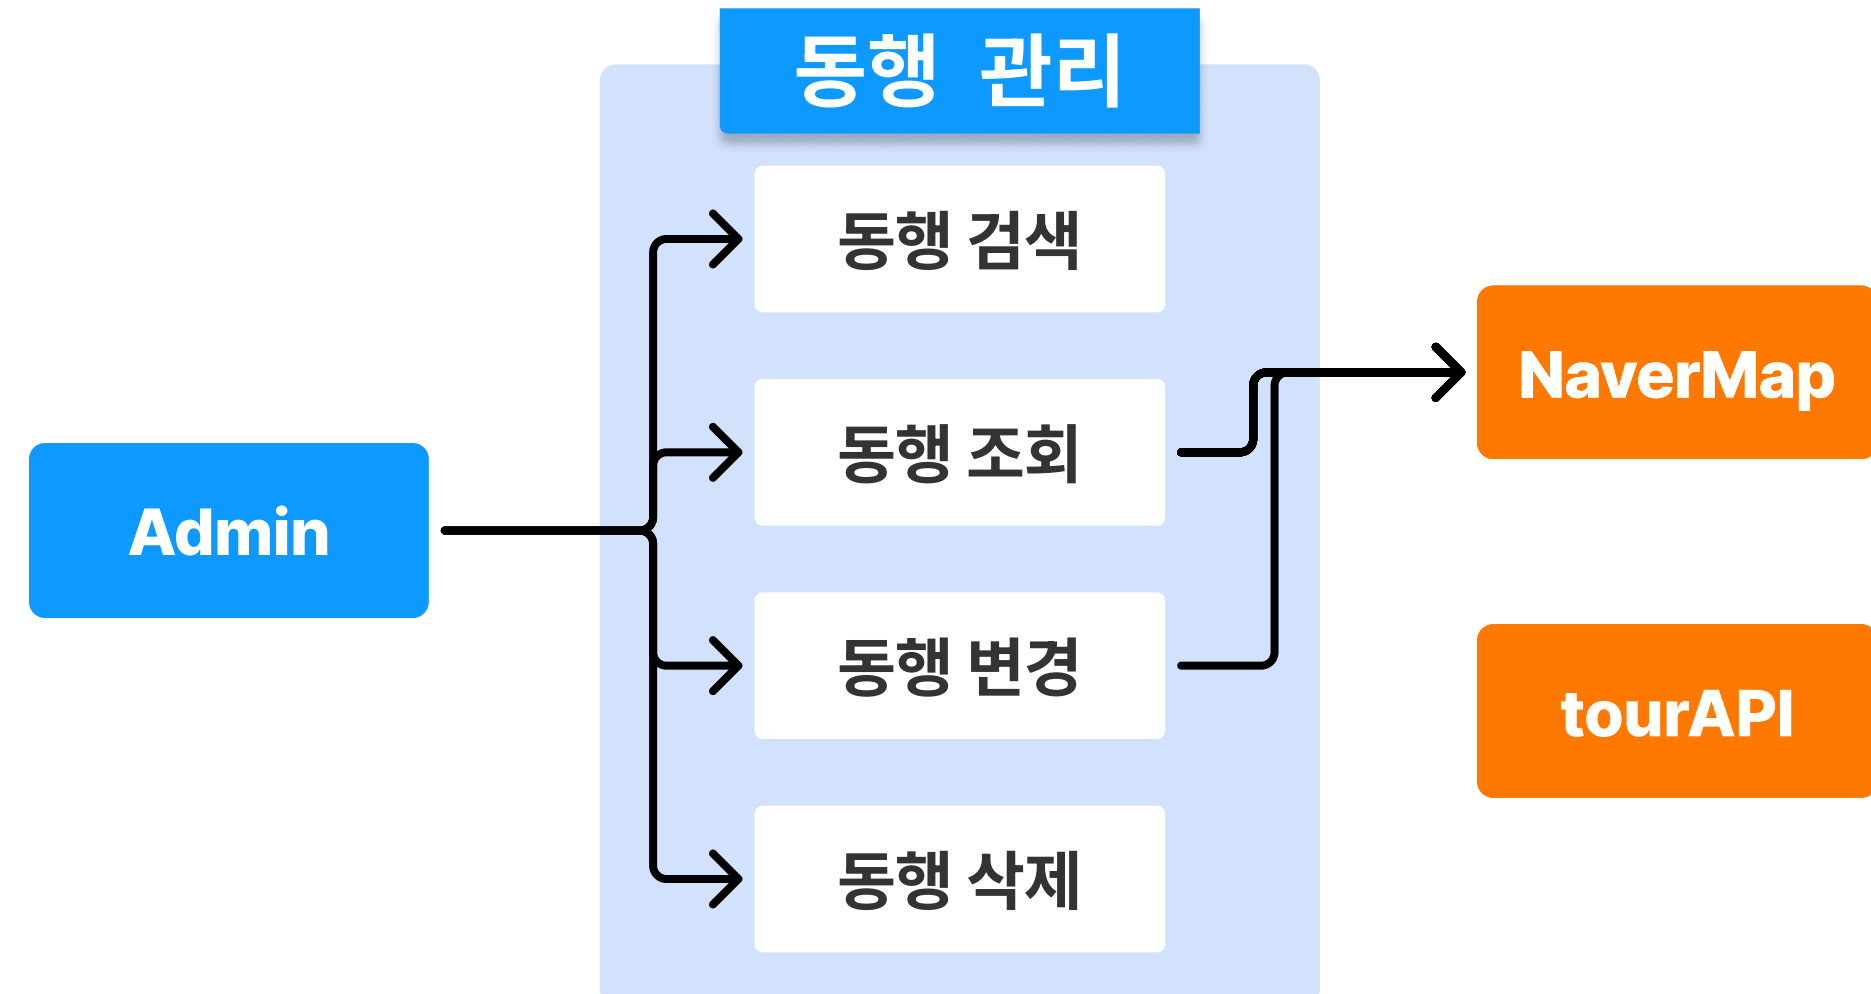 동행 관리
동행 검색
동행 조회
동행 변경
동행 삭제
Admin
NaverMap
tourAPI